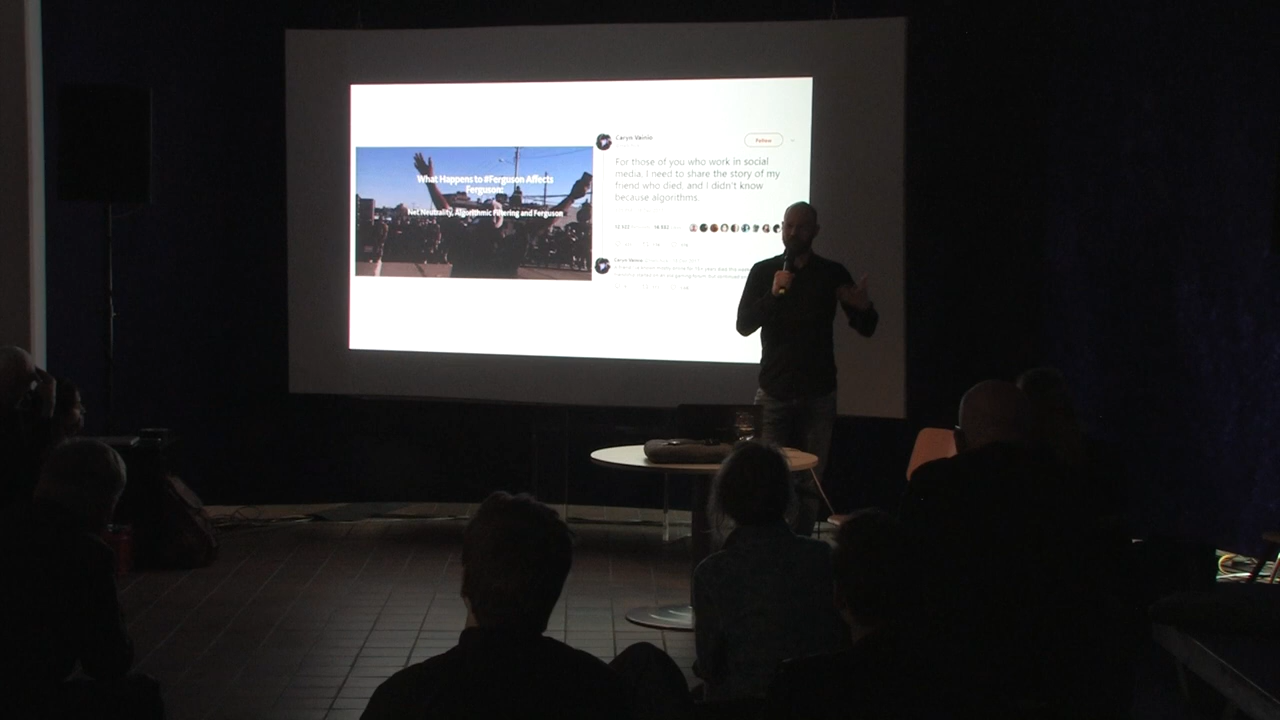 What Happens to #Ferguson Affects
Ferguson:
Net Neutrality, Algorithmic Filtering and Ferguson
Caryn Vainio
Follow
For those of you who work in social
media, I need to share the story of my
friend who died, and I didn't know
because algorithms.
Caryn Vainio